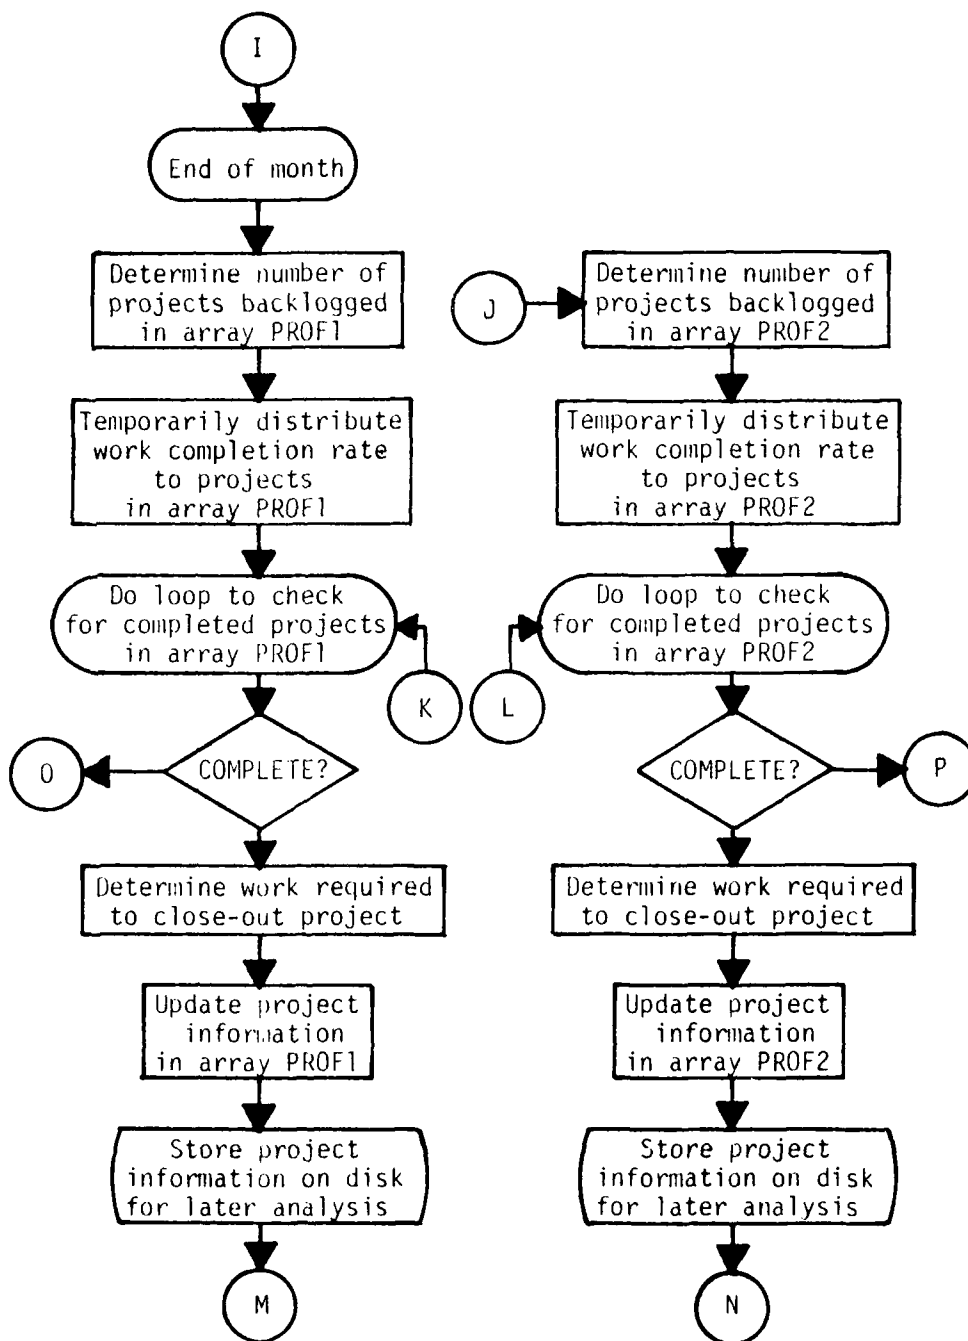 I
End of month
Determine number of
projects backlogged
in array PROF1
Temporarily distribute
work completion rate
to projects
in array PROF1
Do loop to check
for completed projects
in array PROF1
K
COMPLETE?
O
Determine work required
to close-out project
Update project
information
in array PROF1
Store project
information on disk
for later analysis
M
J
Determine number of
projects backlogged
in array PROF2
Temporarily distribute
work completion rate
to projects
in array PROF2
Do loop to check
for completed projects
in array PROF2
L
COMPLETE?
P
Determine work required
to close-out project
Update project
information
in array PROF2
Store project
information on disk
for later analysis
N